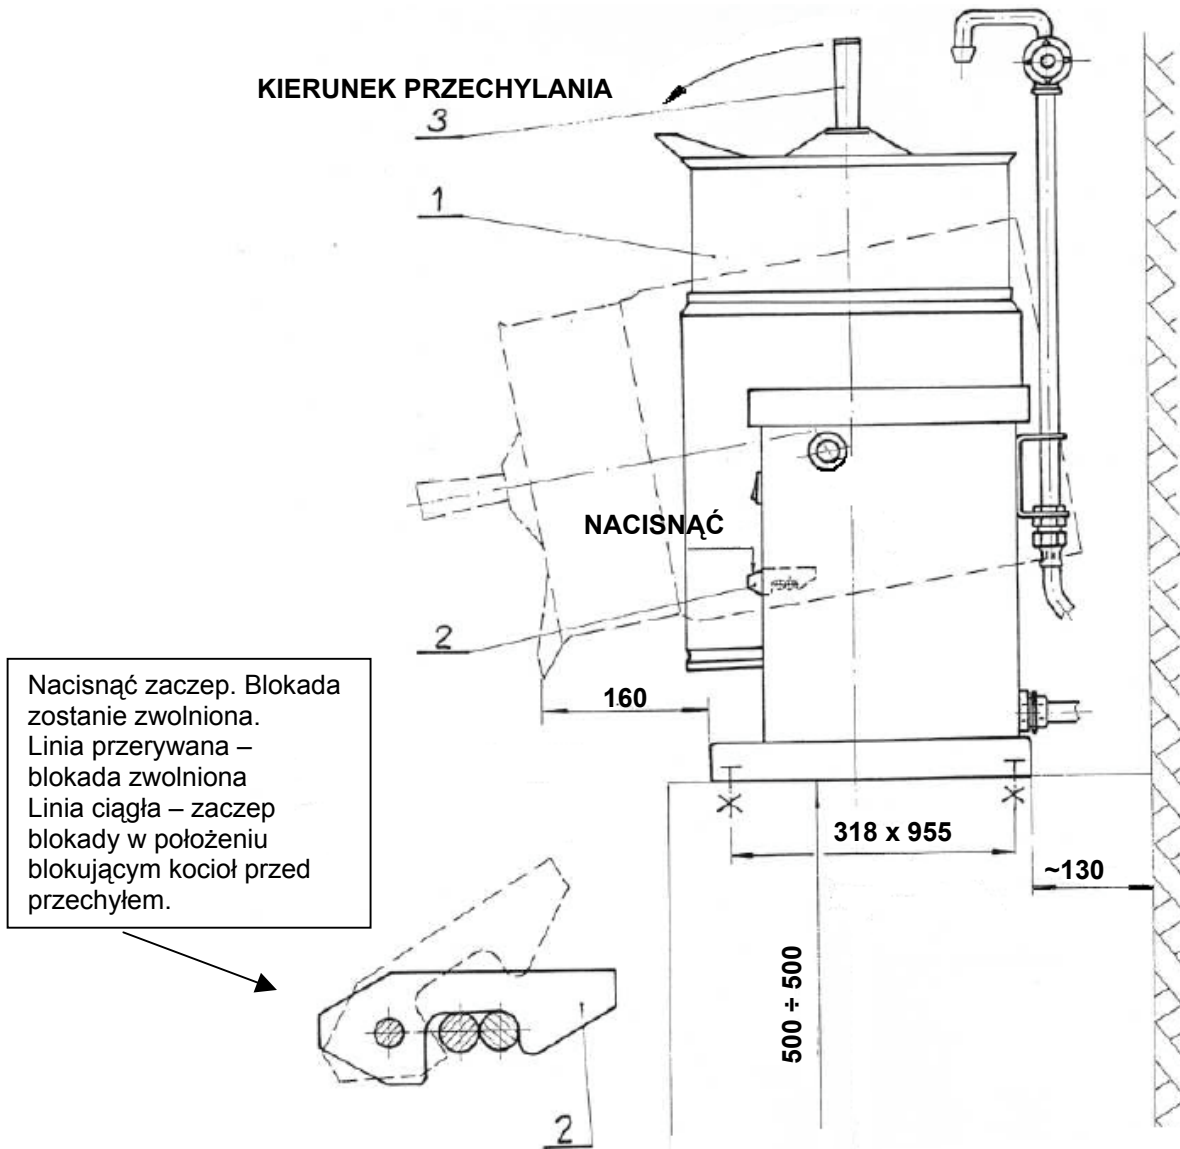 KIERUNEK PRZECHYLANIA
3
1
NACISNĄĆ
2
160
Nacisnąć zaczep. Blokada
zostanie zwolniona.
Linia przerywana –
blokada zwolniona
Linia ciągła – zaczep
blokady w położeniu
blokującym kocioł przed
przechyłem.
318 x 955
~130
500 ÷ 500
2